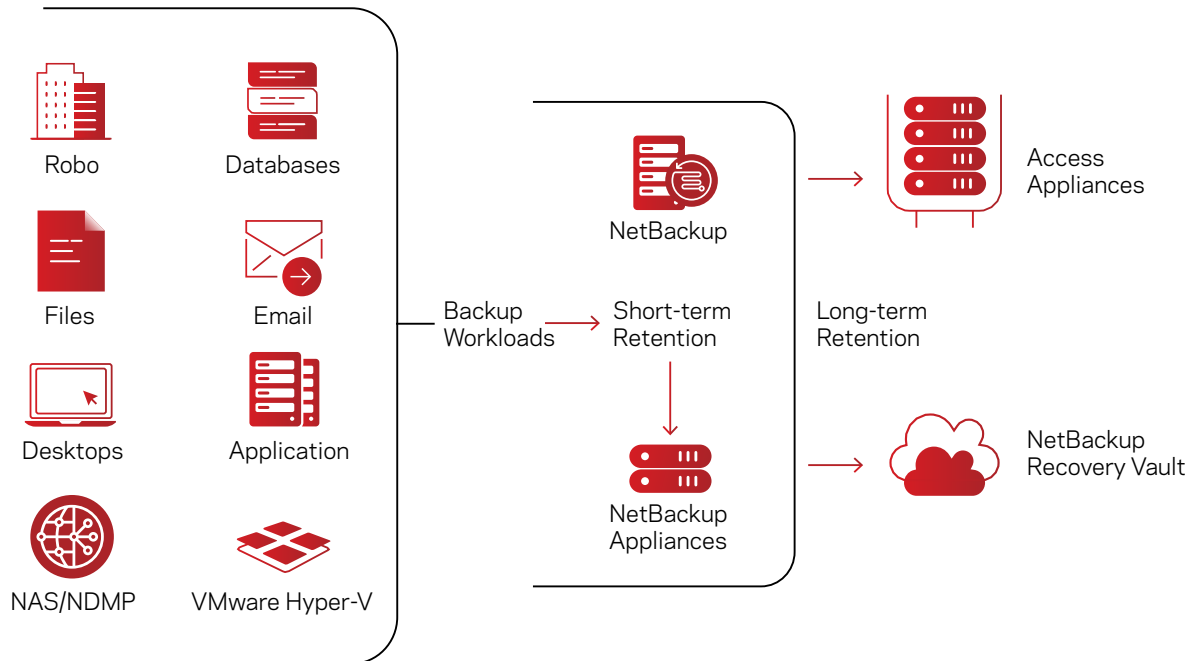 Robo
Databases
Files
Email
Desktops
Application
NAS/NDMP
VMware Hyper-V
Backup
Workloads
NetBackup
Short-term
Retention
NetBackup
Appliances
Long-term
Retention
Access
Appliances
NetBackup
Recovery Vault